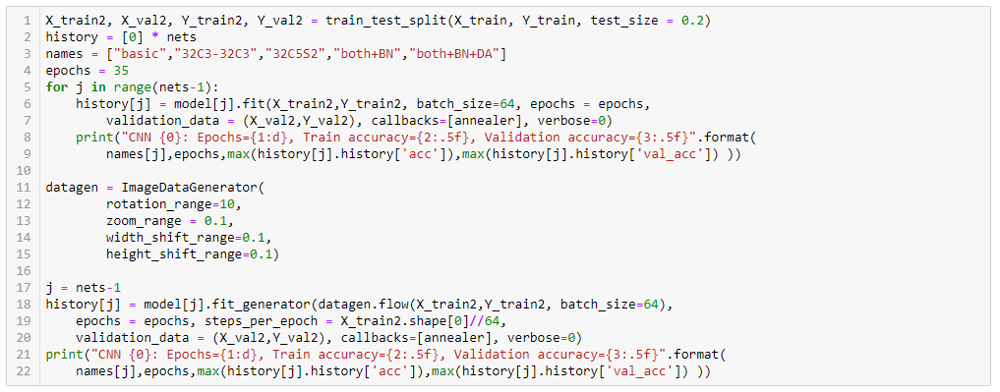 1 X_train2, X_val2, Y_train2, Y_val2 = train_test_split(X_train, Y_train, test_size = 0.2)
2 history = [0] * nets
3 names = ["basic","32C3-32C3","32C5S2","both+BN","both+BN+DA"]
4 epochs = 35
5 for j in range(nets-1):
6     history[j] = model[j].fit(X_train2,Y_train2, batch_size=64, epochs = epochs,
7         validation_data = (X_val2,Y_val2), callbacks=[annealer], verbose=0)
8     print("CNN {0}: Epochs={1:d}, Train accuracy={2:.5f}, Validation accuracy={3:.5f}".format(
9         names[j],epochs,max(history[j].history['acc']),max(history[j].history['val_acc']) ))
10
11 datagen = ImageDataGenerator(
12         rotation_range=10,
13         zoom_range = 0.1,
14         width_shift_range=0.1,
15         height_shift_range=0.1)
16
17 j = nets-1
18 history[j] = model[j].fit_generator(datagen.flow(X_train2,Y_train2, batch_size=64),
19     epochs = epochs, steps_per_epoch = X_train2.shape[0]//64,
20     validation_data = (X_val2,Y_val2), callbacks=[annealer], verbose=0)
21 print("CNN {0}: Epochs={1:d}, Train accuracy={2:.5f}, Validation accuracy={3:.5f}".format(
22     names[j],epochs,max(history[j].history['acc']),max(history[j].history['val_acc']) ))